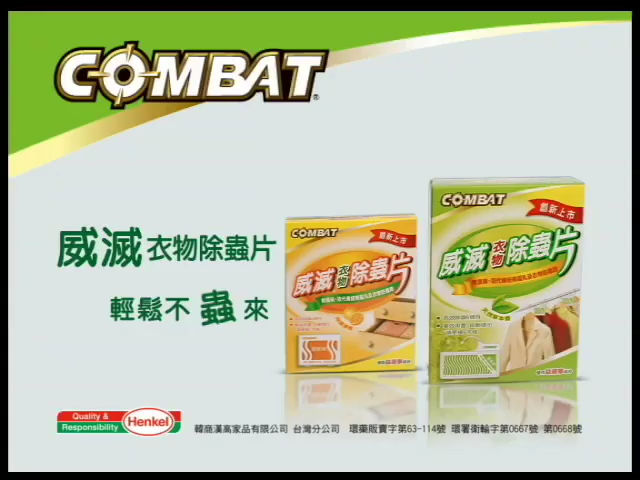 COMBAT®
威滅衣物除蟲片
輕鬆不蟲來
COMBAT
最新上市
威滅衣物除蟲片
COMBAT
最新上市
威滅衣物除蟲片
Quality &
Responsibility
Henkel
韓商漢高家品有限公司 台灣分公司 環藥販賣字第63-114號 環署衛輸字第0667號 第0668號